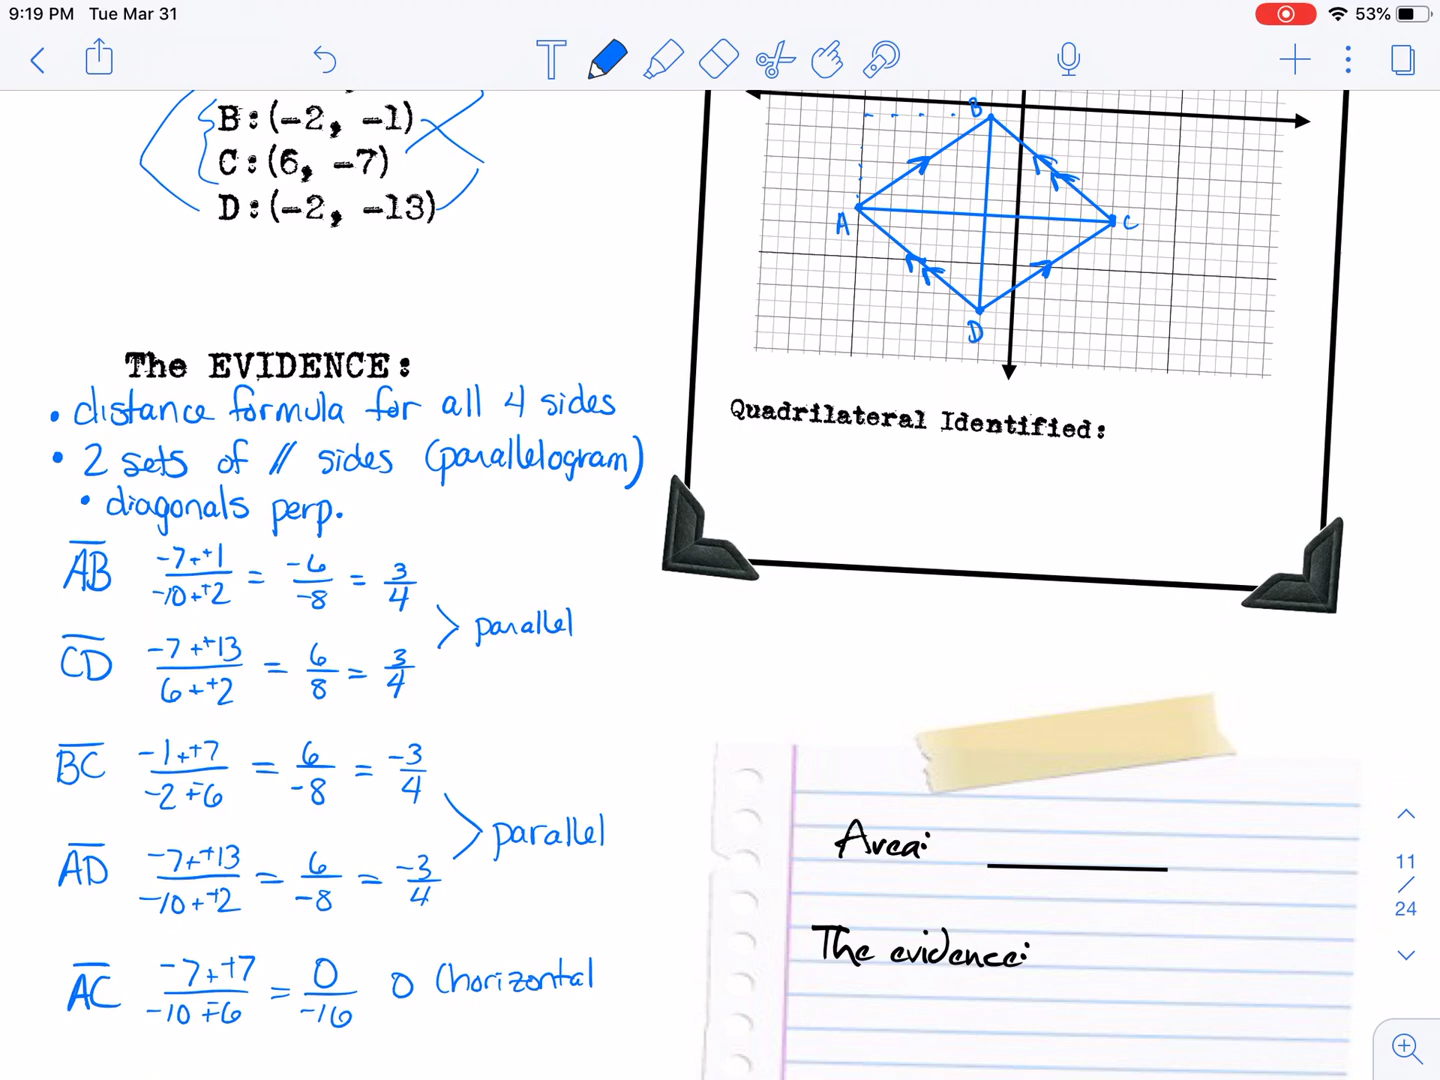 9:19 PM Tue Mar 31
53%
B:(-2, -1)
C:(6, -7)
D:(-2, -13)
B
A
C
D
The EVIDENCE:
• distance formula for all 4 sides
• 2 sets of // sides (parallelogram)
• diagonals perp.
Quadrilateral Identified:
AB -7++1/-10++2 = -6/-8 = 3/4
> parallel
CD -7++13/6++2 = 6/8 = 3/4
BC -1++7/-2+-6 = 6/-8 = -3/4
> parallel
AD -7++13/-10++2 = 6/-8 = -3/4
AC -7++7/-10+-6 = 0/-16 0 (horizontal
Area:
The evidence:
11
/
24